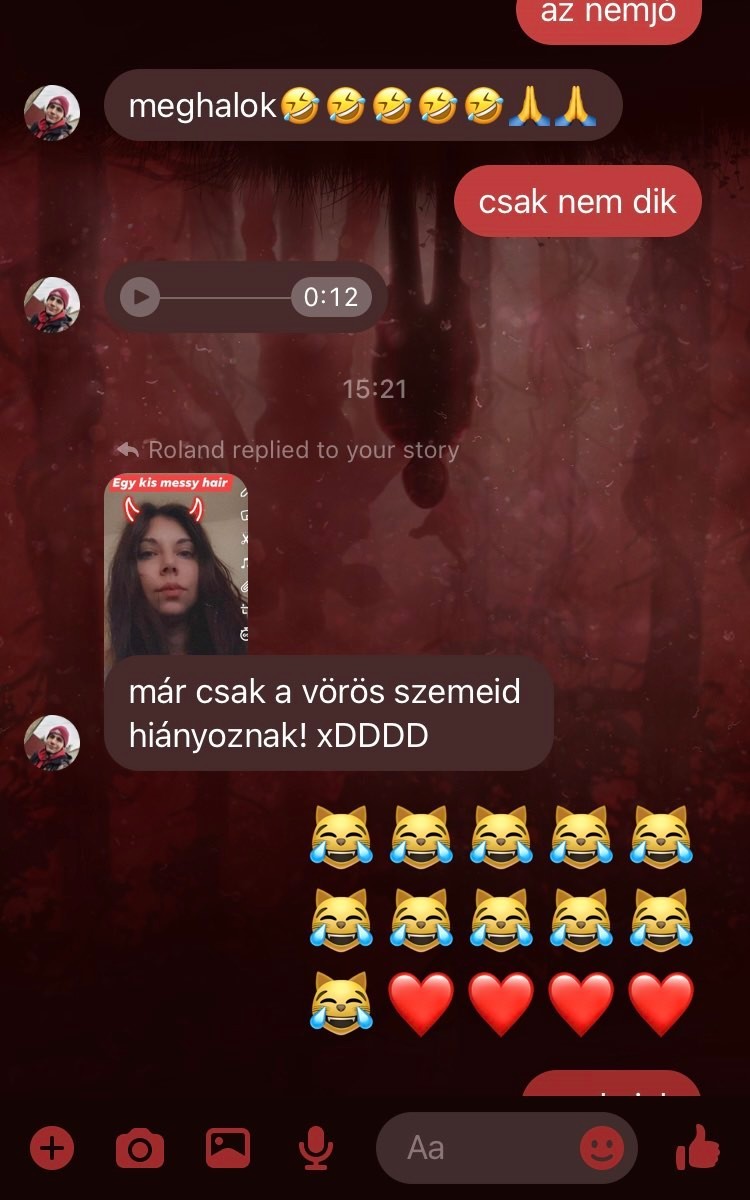 az nemjó
meghalok🤣🤣🤣🤣🤣🙏🙏
csak nem dik
0:12
15:21
Roland replied to your story
Egy kis messy hair
már csak a vörös szemeid
hiányoznak! xDDDD
😹😹😹😹😹
😹😹😹😹😹
😹❤️❤️❤️❤️
Aa